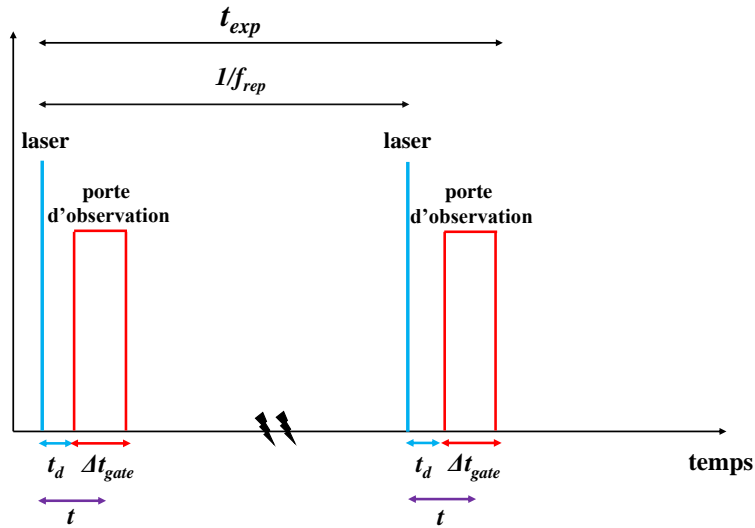 t_exp
1/f_rep
laser
laser
porte
d'observation
porte
d'observation
t_d
Δt_gate
t_d
Δt_gate
temps
t
t